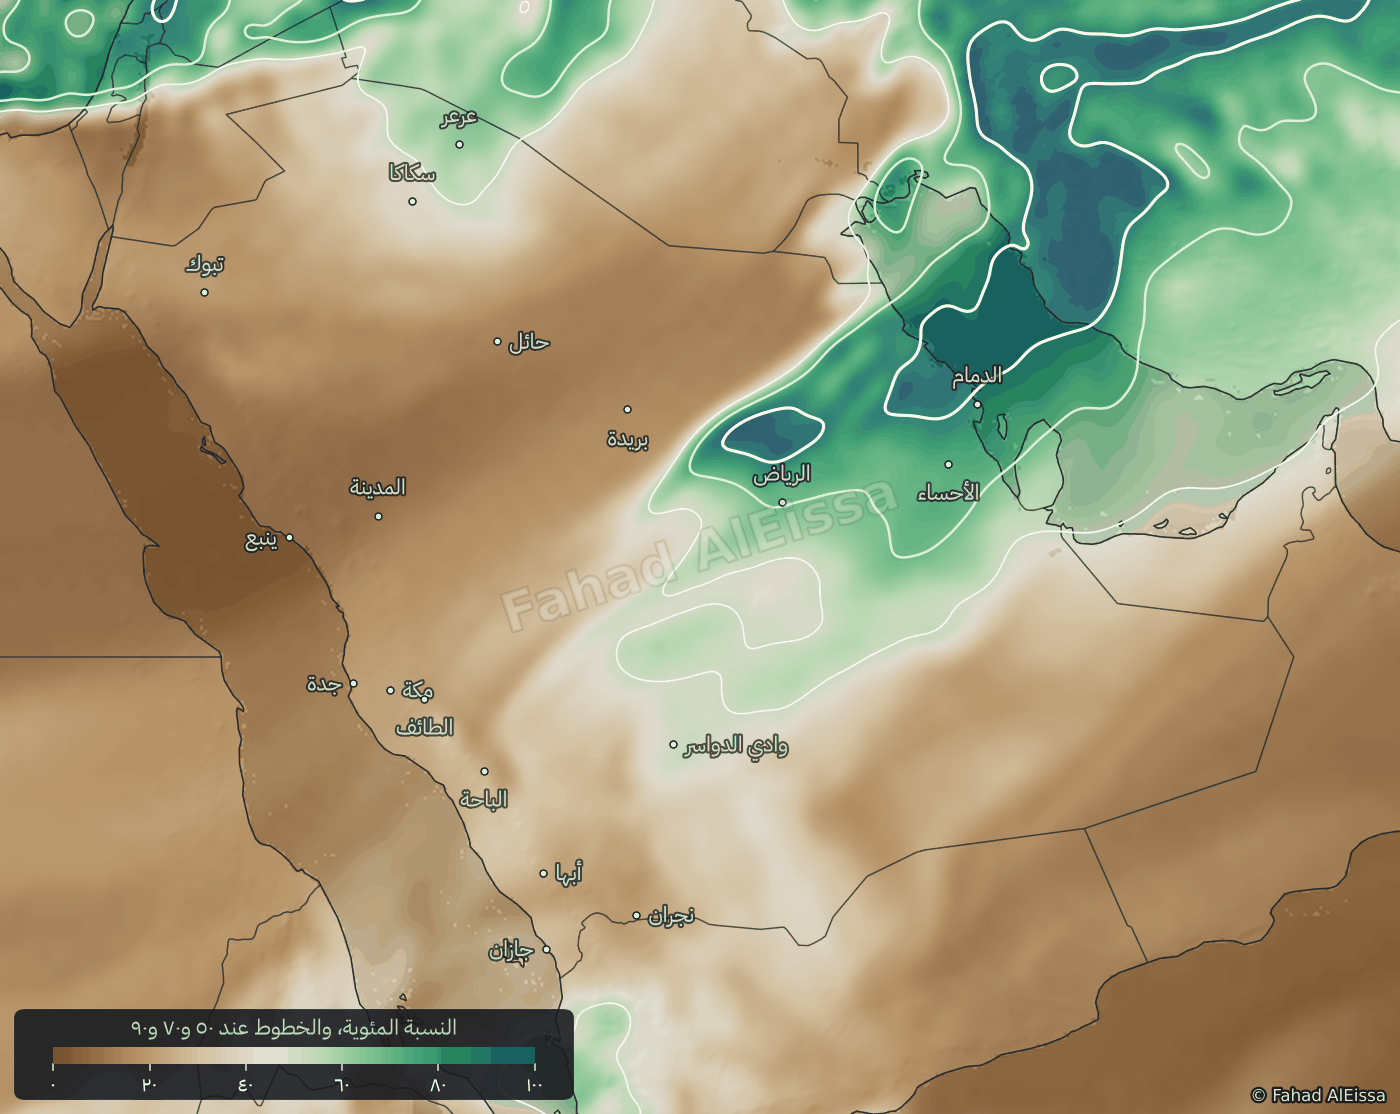 عرعر
سكاكا
تبوك
حائل
الدمام
بريدة
الرياض
المدينة
الأحساء
ينبع
Fahad AlEissa
جدة
مكة
الطائف
وادي الدواسر
الباحة
أبها
نجران
جازان
النسبة المئوية، والخطوط عند ٥٠ و٧٠ و٩٠
٠ ٢٠ ٤٠ ٦٠ ٨٠ ١٠٠
© Fahad AlEissa